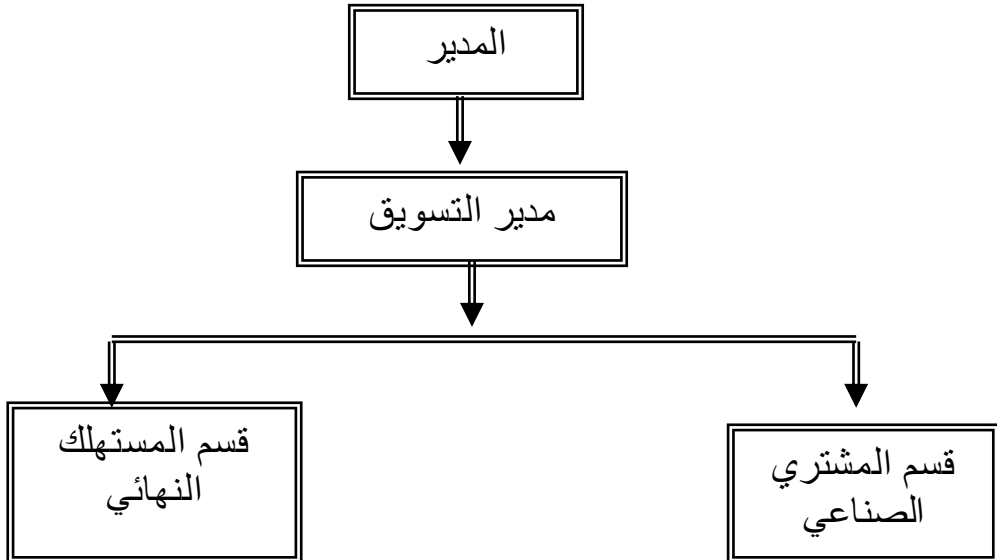 المدير
مدير التسويق
قسم المشتري
الصناعي
قسم المستهلك
النهائي